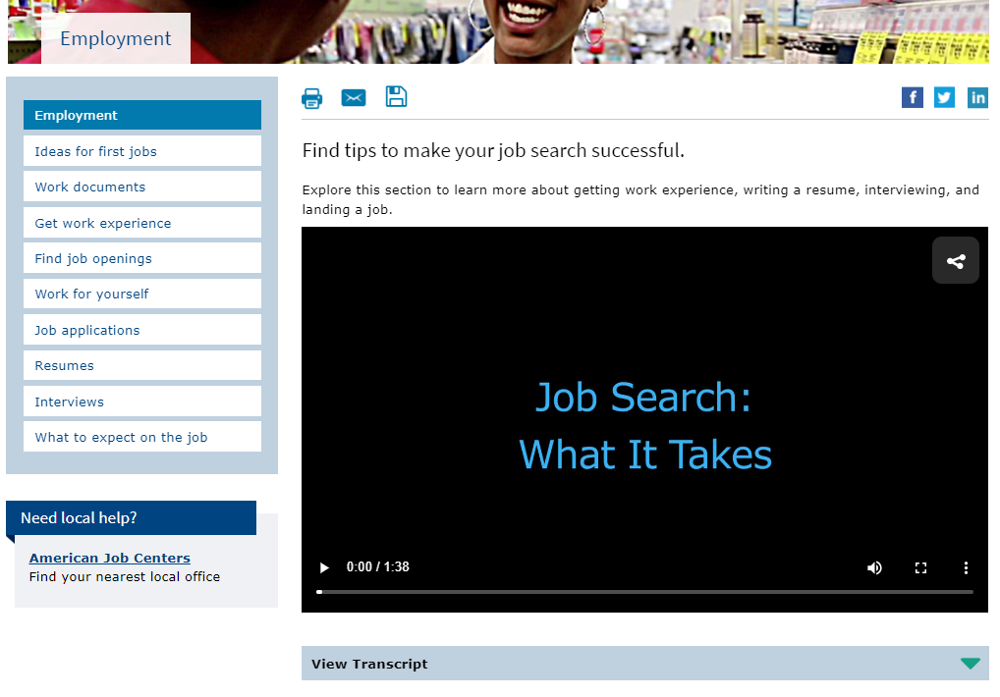 Employment
Employment
Ideas for first jobs
Work documents
Get work experience
Find job openings
Work for yourself
Job applications
Resumes
Interviews
What to expect on the job
Need local help?
American Job Centers
Find your nearest local office
f
in
Find tips to make your job search successful.
Explore this section to learn more about getting work experience, writing a resume, interviewing, and
landing a job.
Job Search:
What It Takes
0:00 / 1:38
View Transcript